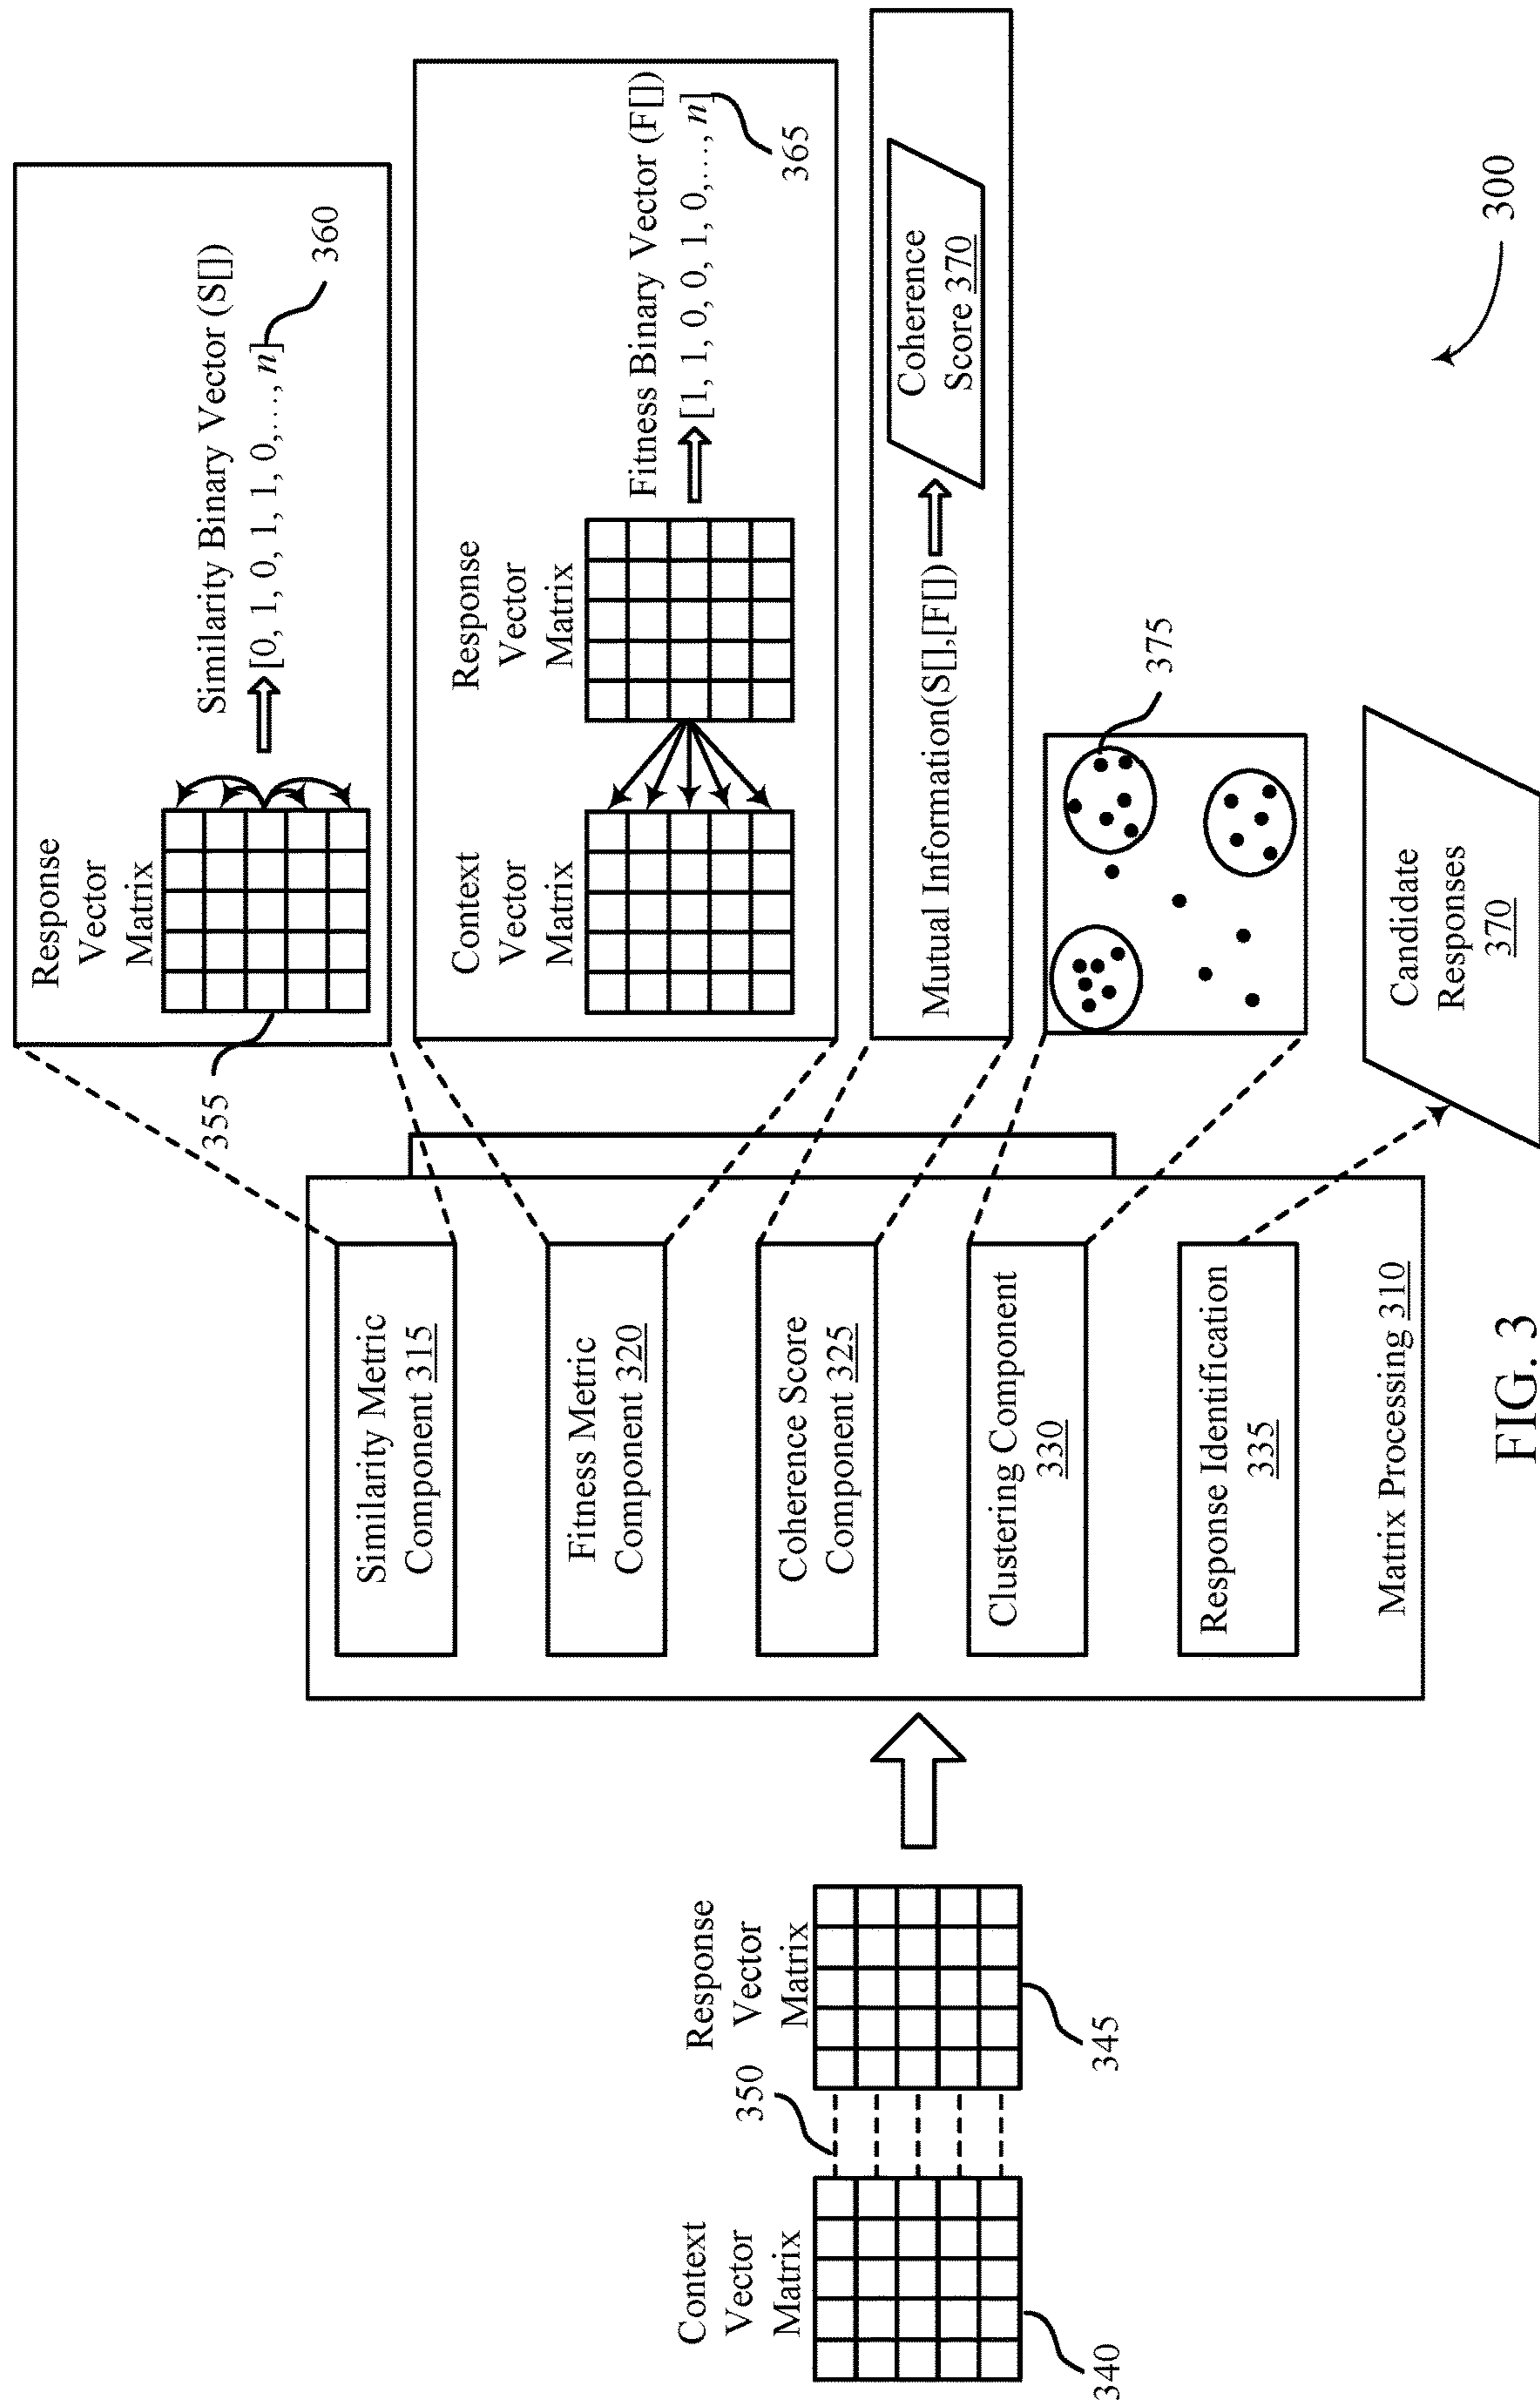 Context
Vector
Matrix
340
350
Response
Vector
Matrix
345
Similarity Metric
Component 315
Fitness Metric
Component 320
Coherence Score
Component 325
Clustering Component
330
Response Identification
335
Matrix Processing 310
Response
Vector
Matrix
355
Similarity Binary Vector (S[])
[0, 1, 0, 1, 1, 0,..., n]
360
Context
Vector
Matrix
Response
Vector
Matrix
Fitness Binary Vector (F[])
[1, 1, 0, 0, 1, 0,..., n]
365
Mutual Information(S[],[F[])
Coherence
Score 370
375
Candidate
Responses
370
300
FIG. 3